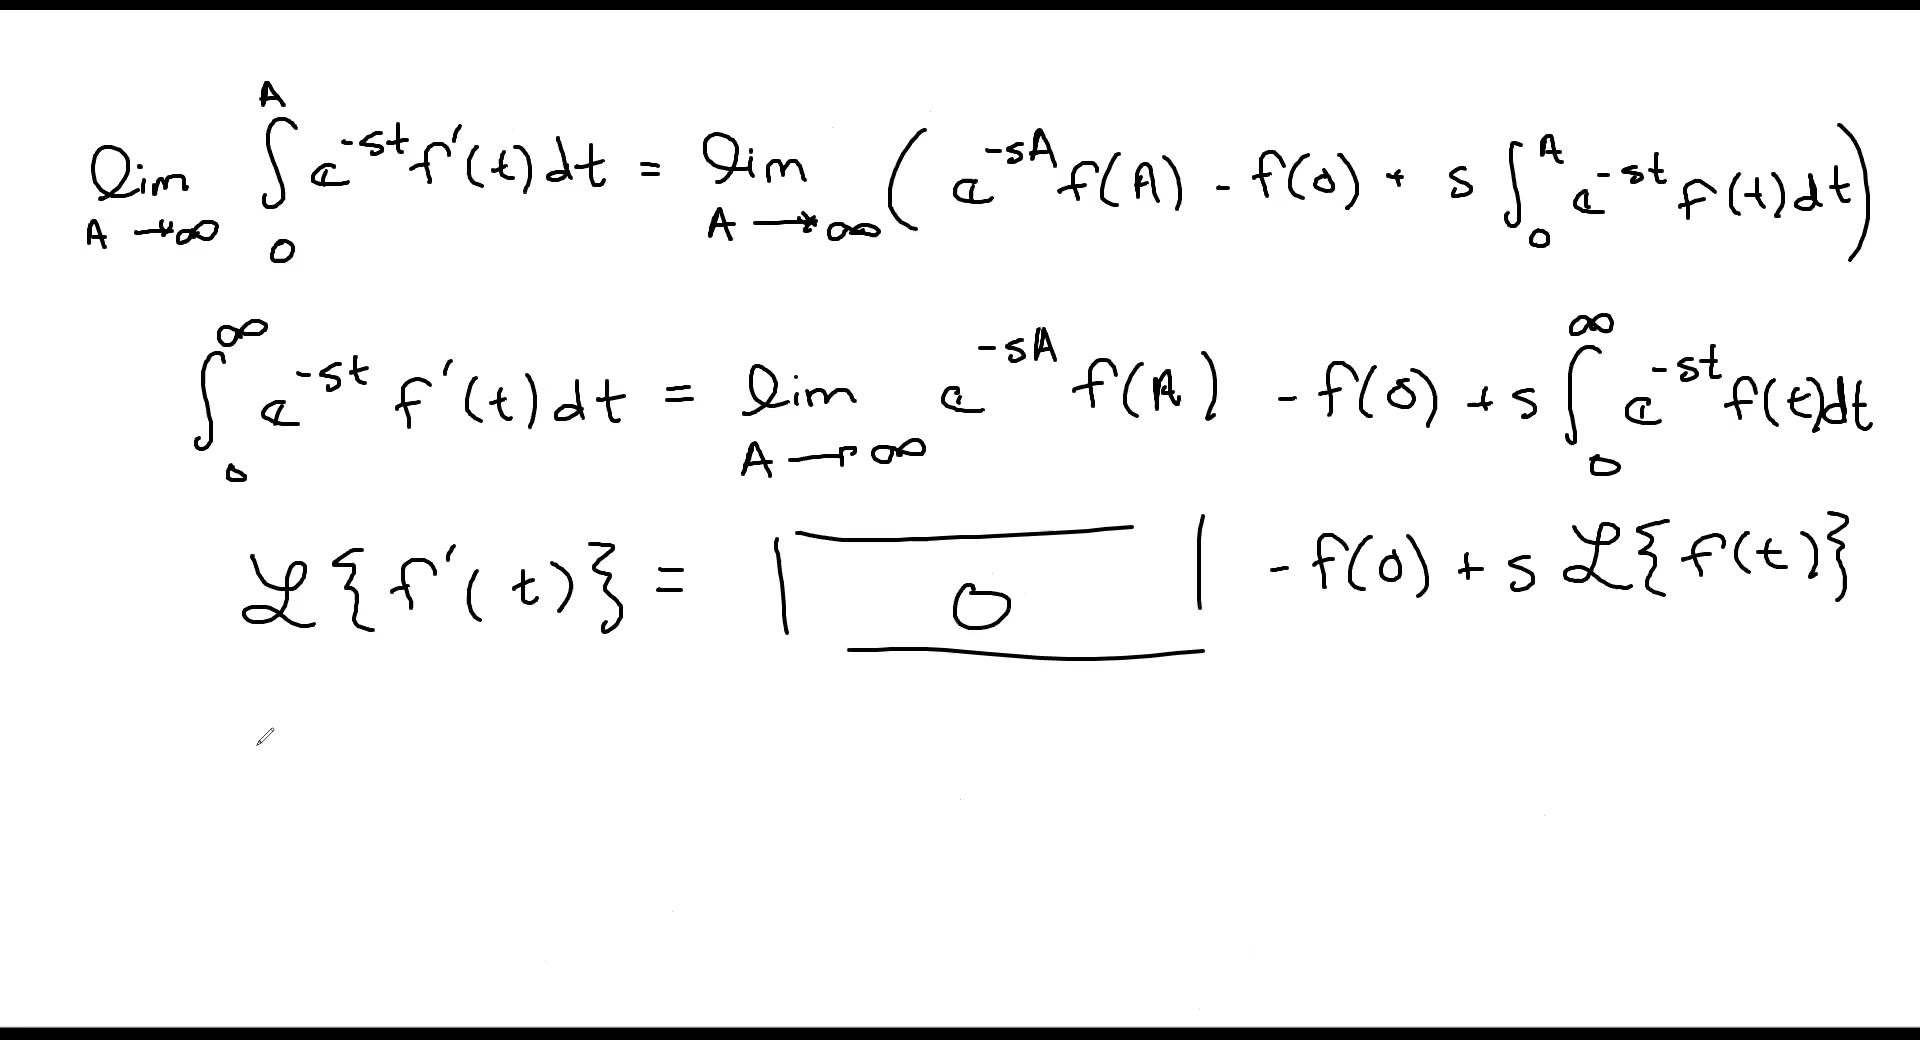 lim_{A→∞} ∫_0^A e^{-st} f'(t) dt = lim_{A→∞} ( e^{-sA} f(A) - f(0) + s ∫_0^A e^{-st} f(t) dt )
∫_0^∞ e^{-st} f'(t) dt = lim_{A→∞} e^{-sA} f(A) - f(0) + s ∫_0^∞ e^{-st} f(t) dt
ℒ{f'(t)} = 0 - f(0) + s ℒ{f(t)}